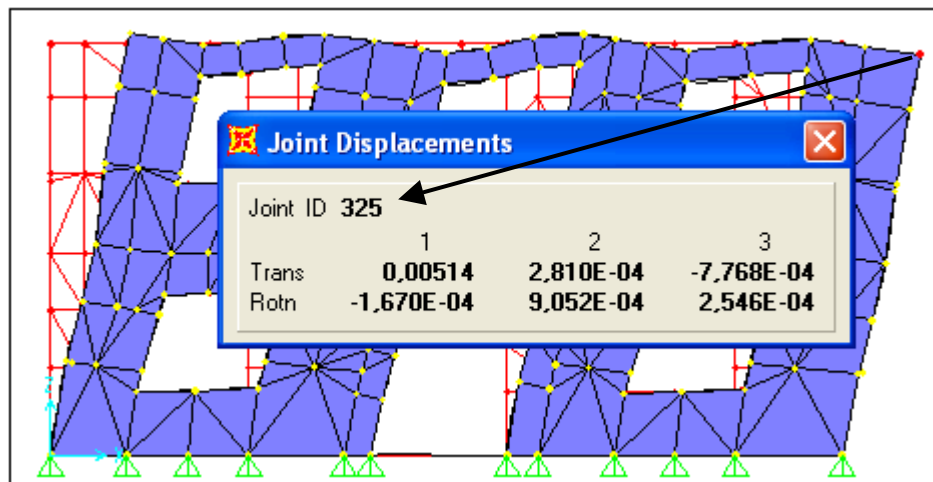 Joint Displacements
Joint ID 325
1 2 3
Trans 0,00514 2,810E-04 -7,768E-04
Rotn -1,670E-04 9,052E-04 2,546E-04